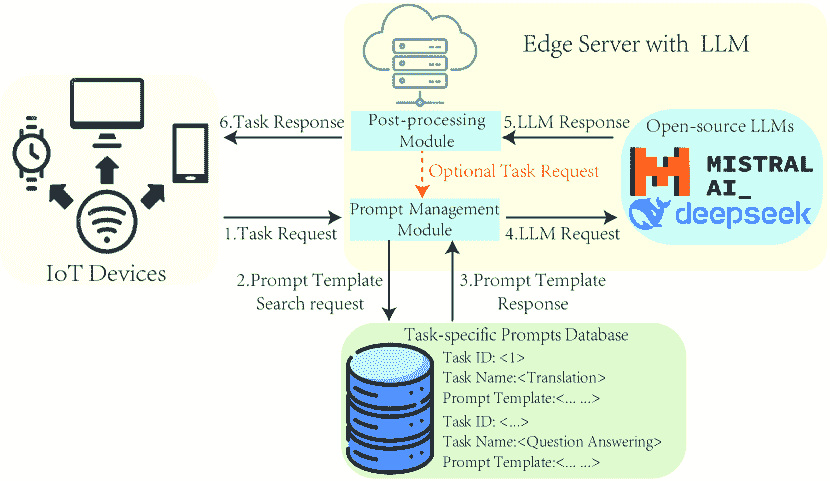 Edge Server with LLM
6.Task Response
Post-processing
Module
5.LLM Response
Open-source LLMs
MISTRAL
AI_
deepseek
Optional Task Request
1.Task Request
Prompt Management
Module
4.LLM Request
IoT Devices
2.Prompt Template
Search request
3.Prompt Template
Response
Task-specific Prompts Database
Task ID: <1>
Task Name:<Translation>
Prompt Template:<... ...>
Task ID: <...>
Task Name:<Question Answering>
Prompt Template:<... ...>